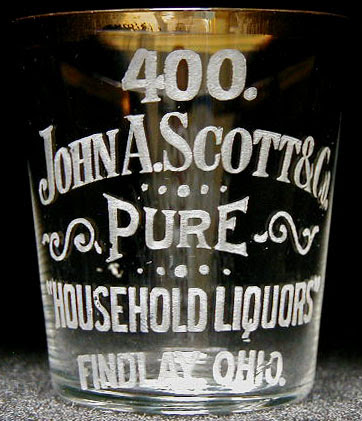 400.
JOHN A. SCOTT & Co.
PURE
"HOUSEHOLD LIQUORS"
FINDLAY, OHIO.